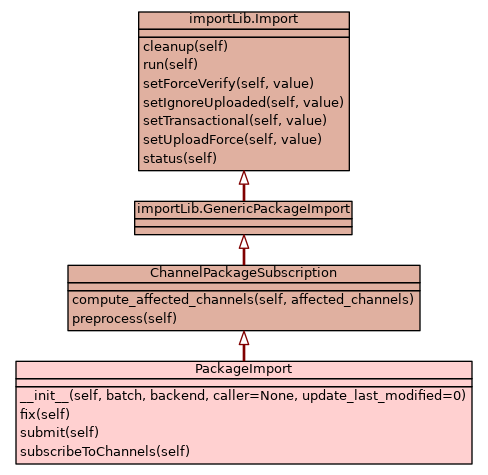 importLib.Import
cleanup(self)
run(self)
setForceVerify(self, value)
setIgnoreUploaded(self, value)
setTransactional(self, value)
setUploadForce(self, value)
status(self)
importLib.GenericPackageImport
ChannelPackageSubscription
compute_affected_channels(self, affected_channels)
preprocess(self)
PackageImport
__init__(self, batch, backend, caller=None, update_last_modified=0)
fix(self)
submit(self)
subscribeToChannels(self)